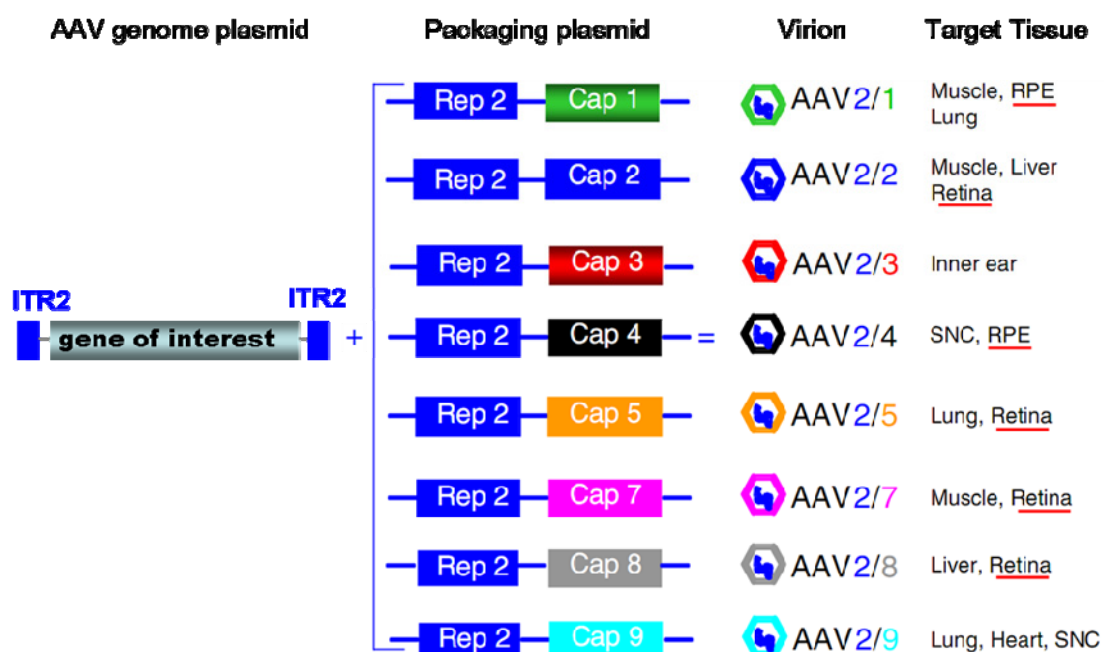 AAV genome plasmid Packaging plasmid Virion Target Tissue
Rep 2 Cap 1 AAV2/1 Muscle, RPE
Lung
Rep 2 Cap 2 AAV2/2 Muscle, Liver
Retina
Rep 2 Cap 3 AAV2/3 Inner ear
ITR2 ITR2
gene of interest + Rep 2 Cap 4 = AAV2/4 SNC, RPE
Rep 2 Cap 5 AAV2/5 Lung, Retina
Rep 2 Cap 7 AAV2/7 Muscle, Retina
Rep 2 Cap 8 AAV2/8 Liver, Retina
Rep 2 Cap 9 AAV2/9 Lung, Heart, SNC